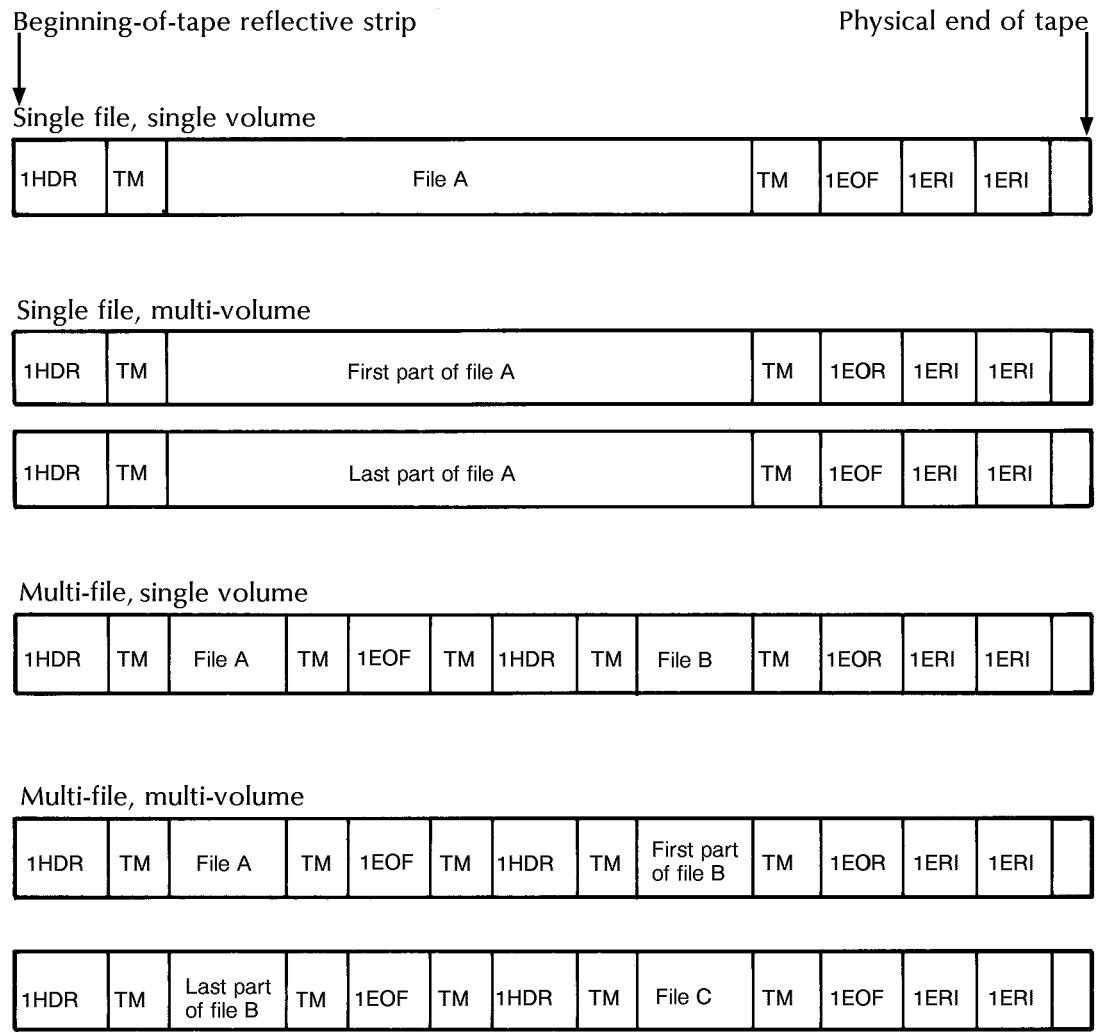 Beginning-of-tape reflective strip Physical end of tape
Single file, single volume
1HDR TM File A TM 1EOF 1ERI 1ERI
Single file, multi-volume
1HDR TM First part of file A TM 1EOR 1ERI 1ERI
1HDR TM Last part of file A TM 1EOF 1ERI 1ERI
Multi-file, single volume
1HDR TM File A TM 1EOF TM 1HDR TM File B TM 1EOR 1ERI 1ERI
Multi-file, multi-volume
1HDR TM File A TM 1EOF TM 1HDR TM First part of file B TM 1EOR 1ERI 1ERI
1HDR TM Last part of file B TM 1EOF TM 1HDR TM File C TM 1EOF 1ERI 1ERI